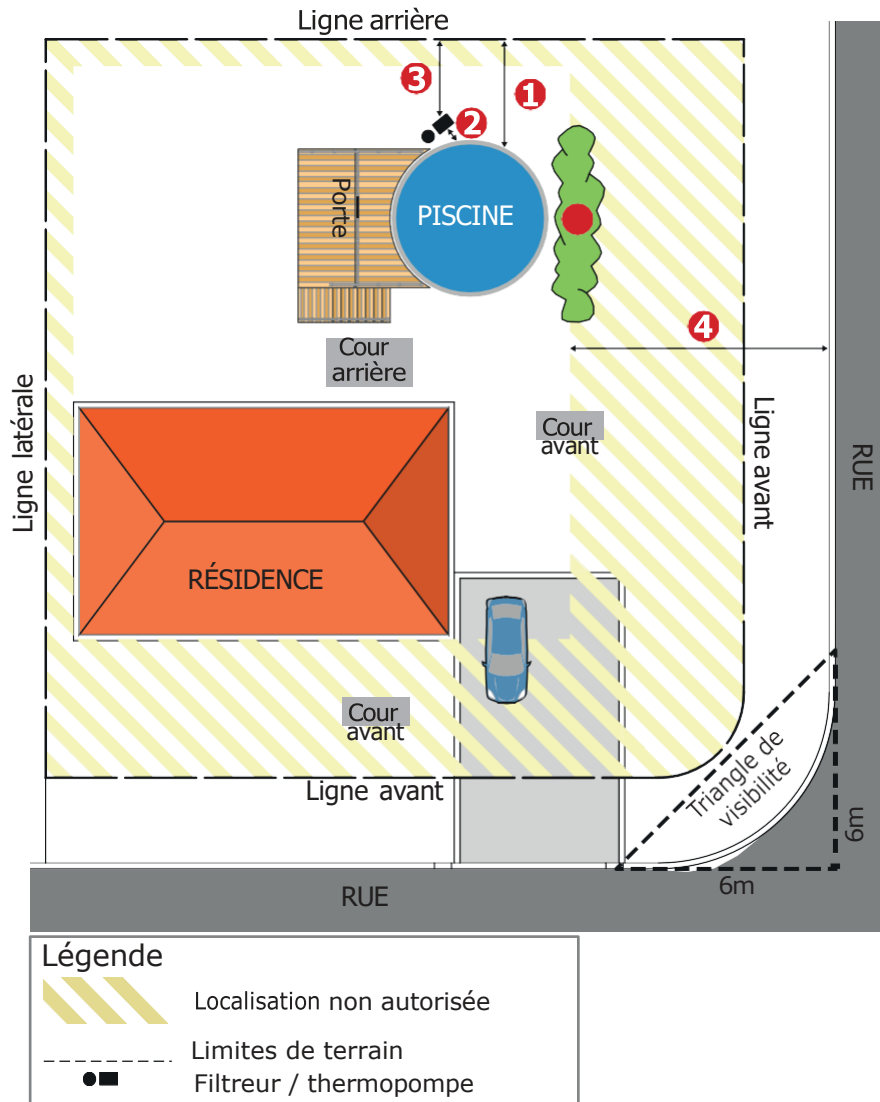 Ligne arrière
3
1
2
Porte
PISCINE
4
Cour
arrière
Ligne latérale
Cour
avant
Ligne avant
RUE
RÉSIDENCE
Cour
avant
Triangle de
visibilité
Ligne avant
6m
6m
RUE
Légende
Localisation non autorisée
Limites de terrain
Filtreur / thermopompe